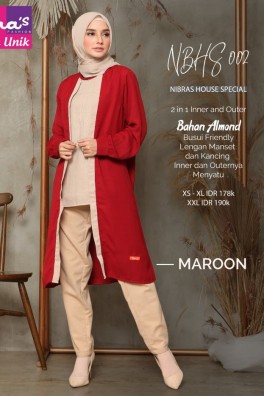 a's
FASHION
Unik
NBHS 002
NIBRAS HOUSE SPECIAL
2 in 1 Inner and Outer
Bahan Almond
Busui Friendly
Lengan Manset
dan Kancing
Inner dan Outernya
Menyatu
XS - XL IDR 178k
XXL IDR 190k
— MAROON